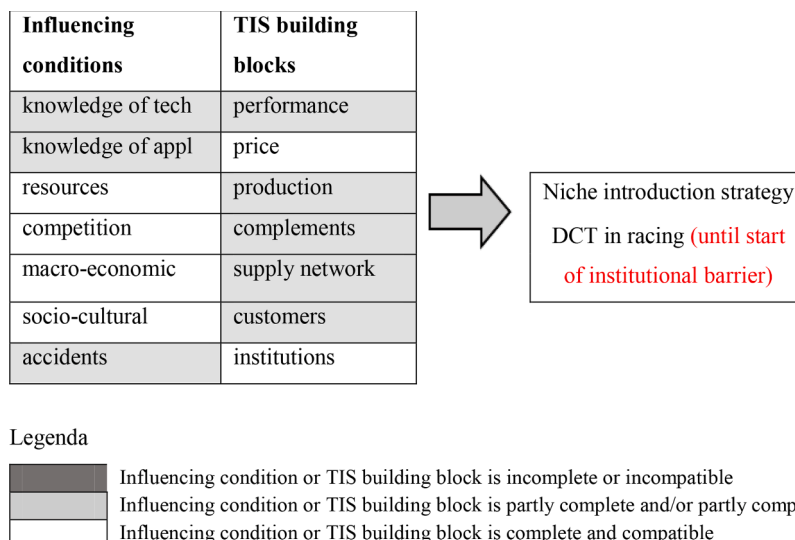 Influencing conditions
TIS building blocks
knowledge of tech
performance
knowledge of appl
price
resources
production
competition
complements
macro-economic
supply network
socio-cultural
customers
accidents
institutions
Niche introduction strategy
DCT in racing (until start
of institutional barrier)
Legenda
Influencing condition or TIS building block is incomplete or incompatible
Influencing condition or TIS building block is partly complete and/or partly comp
Influencing condition or TIS building block is complete and compatible